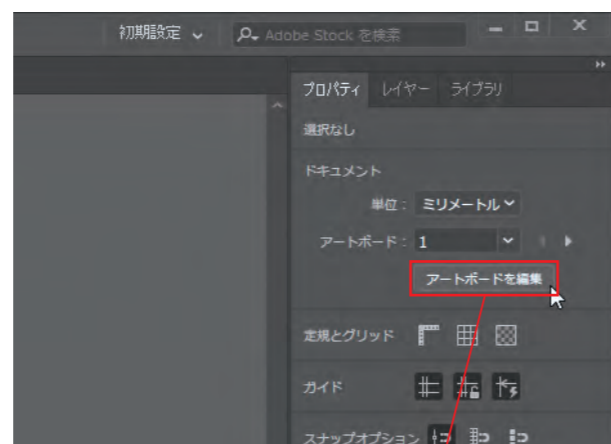 初期設定
Adobe Stock を検索
プロパティ レイヤー ライブラリ
選択なし
ドキュメント
単位: ミリメートル
アートボード: 1
アートボードを編集
定規とグリッド
ガイド
スナップオプション